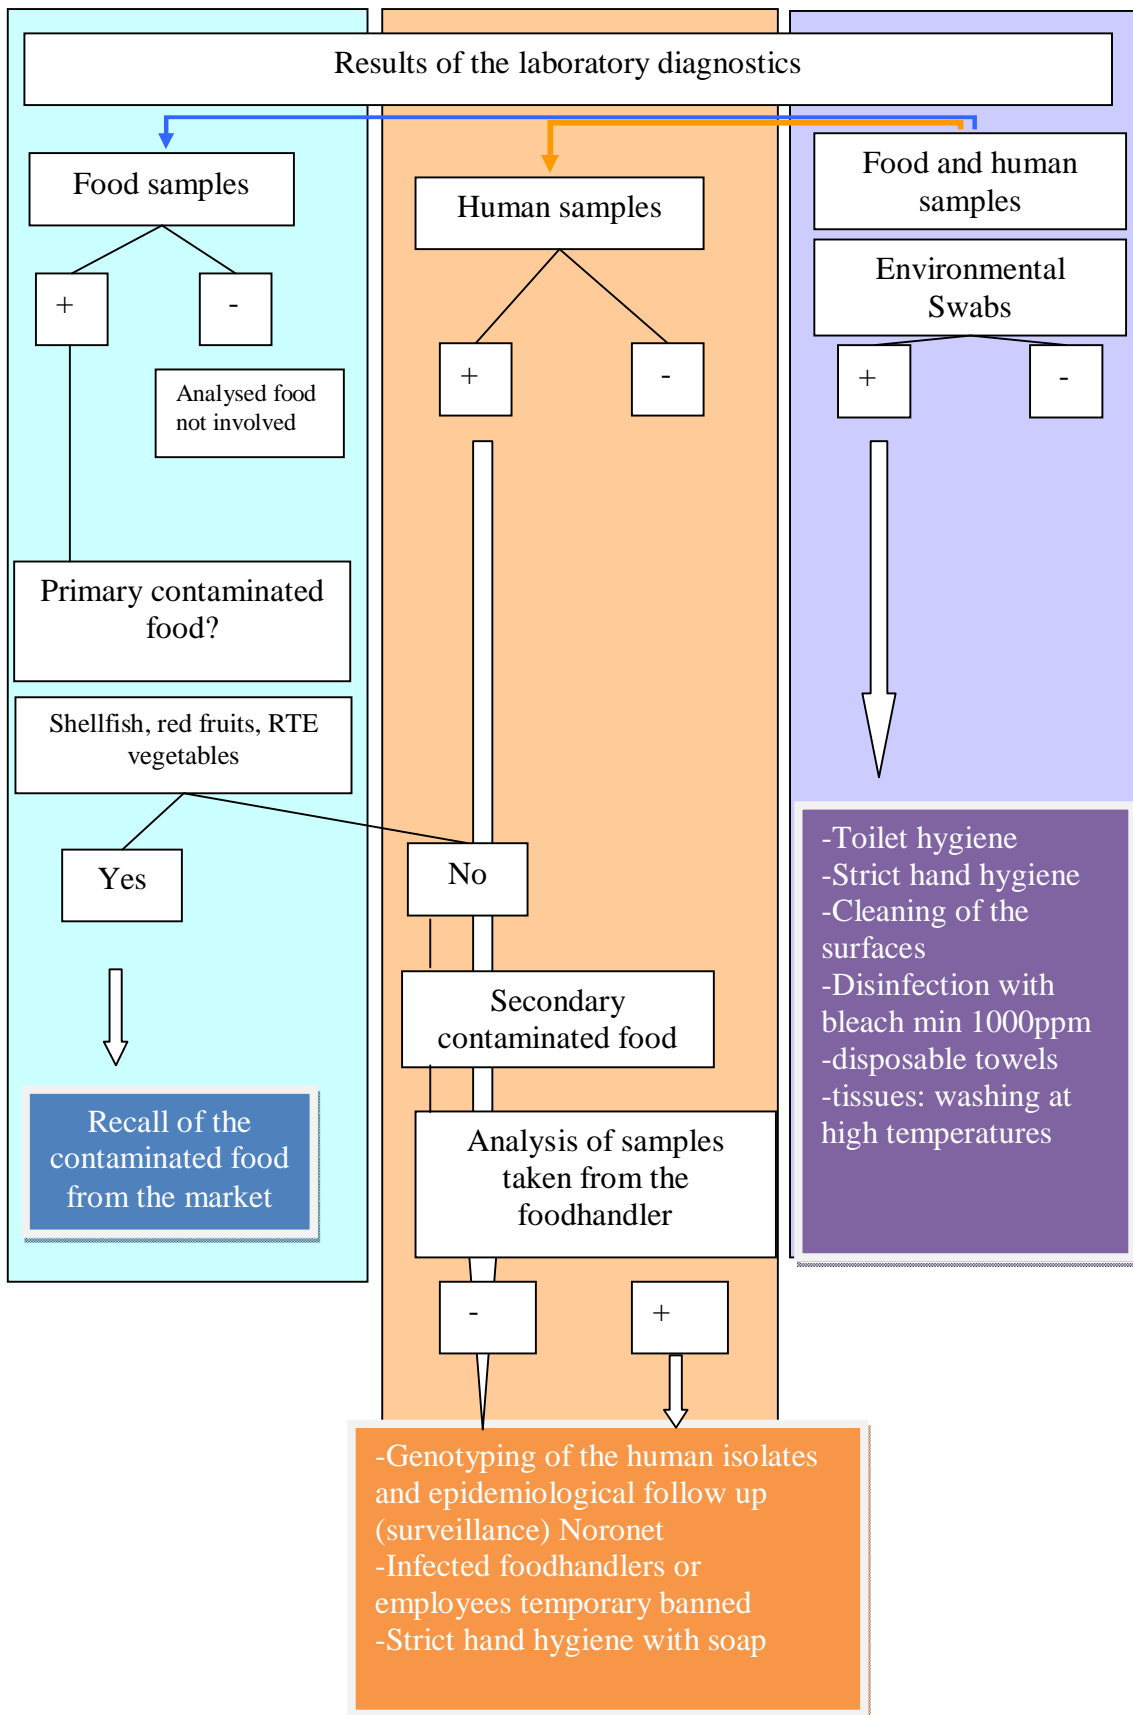 Results of the laboratory diagnostics
Food samples
Human samples
Food and human
samples
Environmental
Swabs
+
-
+
-
+
-
Analysed food
not involved
Primary contaminated
food?
Shellfish, red fruits, RTE
vegetables
Yes
No
Secondary
contaminated food
Analysis of samples
taken from the
foodhandler
-
+
Recall of the
contaminated food
from the market
-Toilet hygiene
-Strict hand hygiene
-Cleaning of the
surfaces
-Disinfection with
bleach min 1000ppm
-disposable towels
-tissues: washing at
high temperatures
-Genotyping of the human isolates
and epidemiological follow up
(surveillance) Noronet
-Infected foodhandlers or
employees temporary banned
-Strict hand hygiene with soap